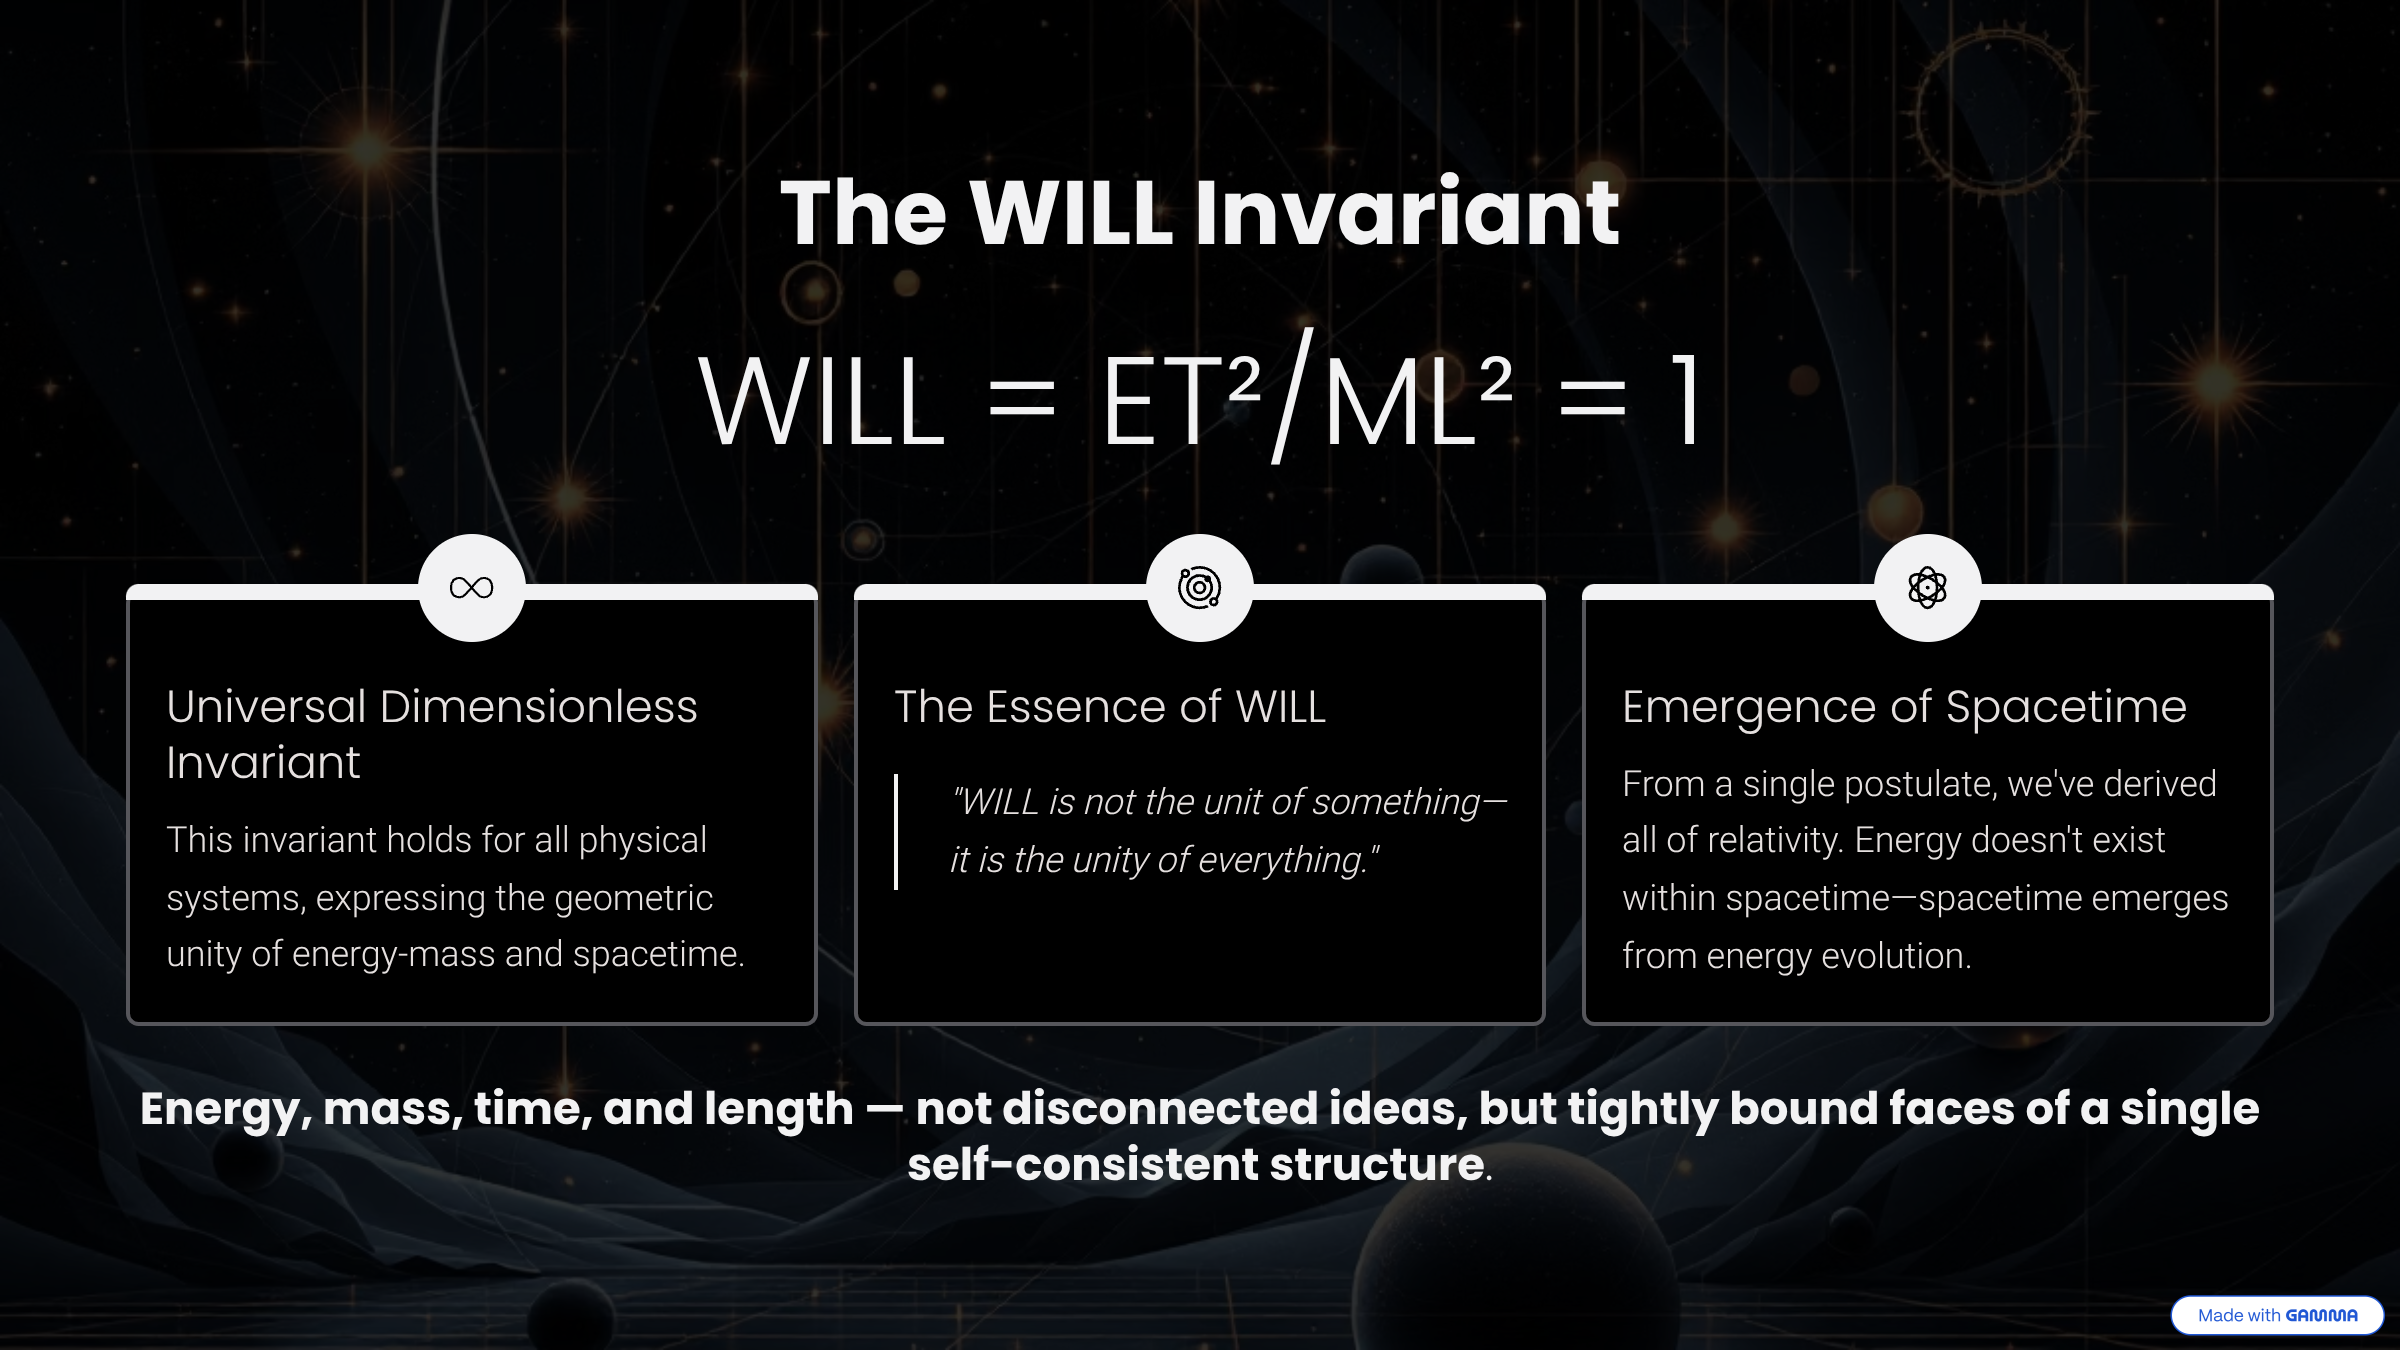 The WILL Invariant
WILL = ET²/ML² = 1
Universal Dimensionless
Invariant
This invariant holds for all physical
systems, expressing the geometric
unity of energy-mass and spacetime.
The Essence of WILL
"WILL is not the unit of something—
it is the unity of everything."
Emergence of Spacetime
From a single postulate, we've derived
all of relativity. Energy doesn't exist
within spacetime—spacetime emerges
from energy evolution.
Energy, mass, time, and length — not disconnected ideas, but tightly bound faces of a single
self-consistent structure.
Made with GAMMA